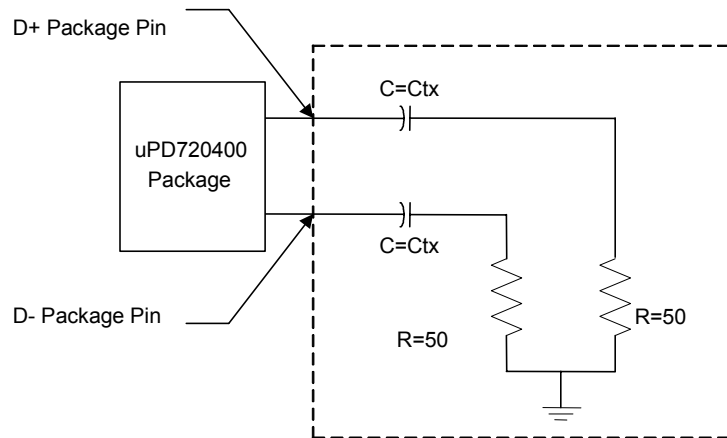 D+ Package Pin
C=Ctx
uPD720400
Package
C=Ctx
D- Package Pin
R=50
R=50